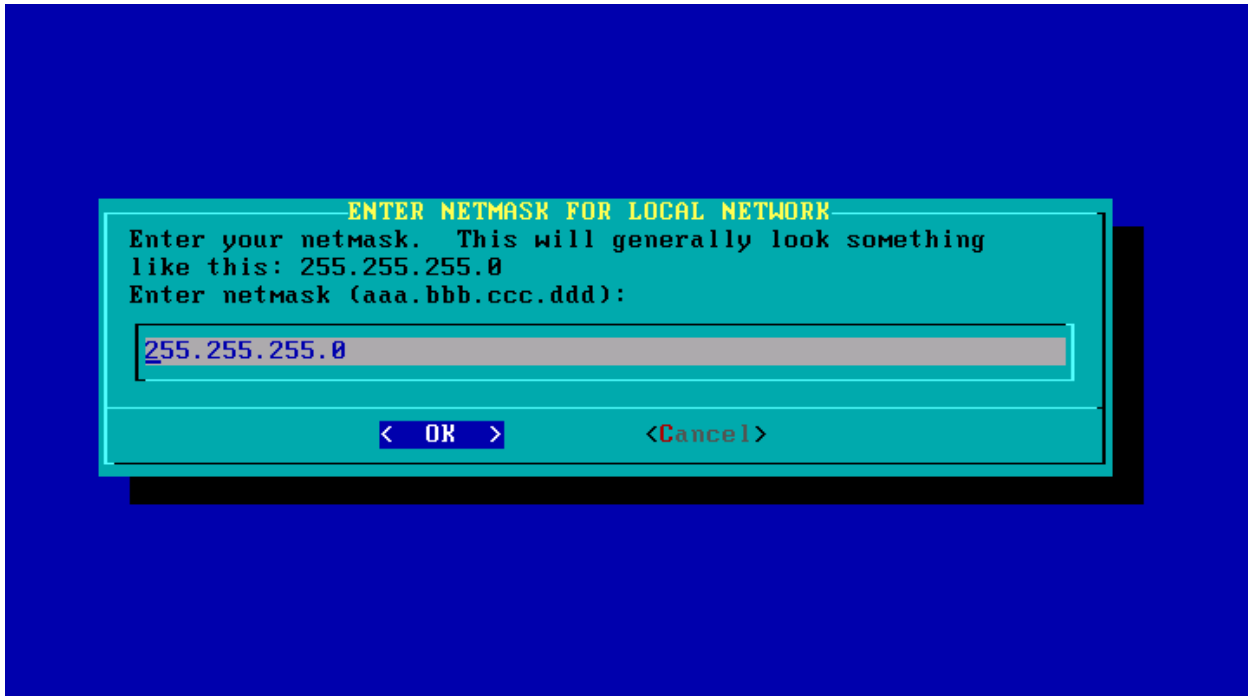 ENTER NETMASK FOR LOCAL NETWORK
Enter your netmask.  This will generally look something
like this: 255.255.255.0
Enter netmask (aaa.bbb.ccc.ddd):
255.255.255.0
<  OK  > <Cancel>